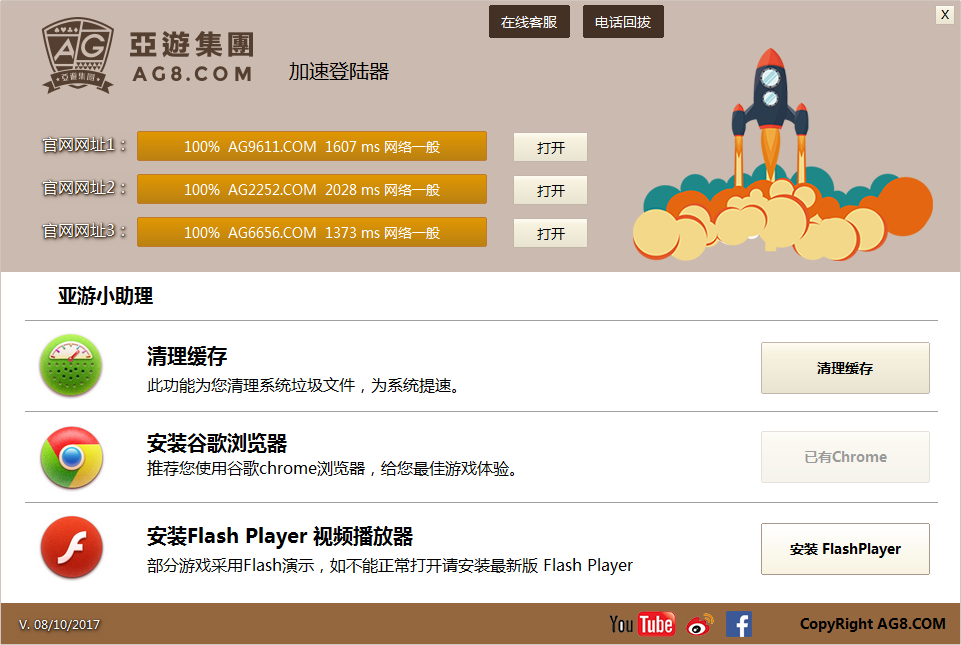 在线客服
电话回拨
X
AG
亞遊集團
亞遊集團
AG8.COM
加速登陆器
官网网址1：
100% AG9611.COM 1607 ms 网络一般
打开
官网网址2：
100% AG2252.COM 2028 ms 网络一般
打开
官网网址3：
100% AG6656.COM 1373 ms 网络一般
打开
亚游小助理
清理缓存
此功能为您清理系统垃圾文件，为系统提速。
清理缓存
安装谷歌浏览器
推荐您使用谷歌chrome浏览器，给您最佳游戏体验。
已有Chrome
安装Flash Player 视频播放器
部分游戏采用Flash演示，如不能正常打开请安装最新版 Flash Player
安装 FlashPlayer
V. 08/10/2017
You Tube
CopyRight AG8.COM